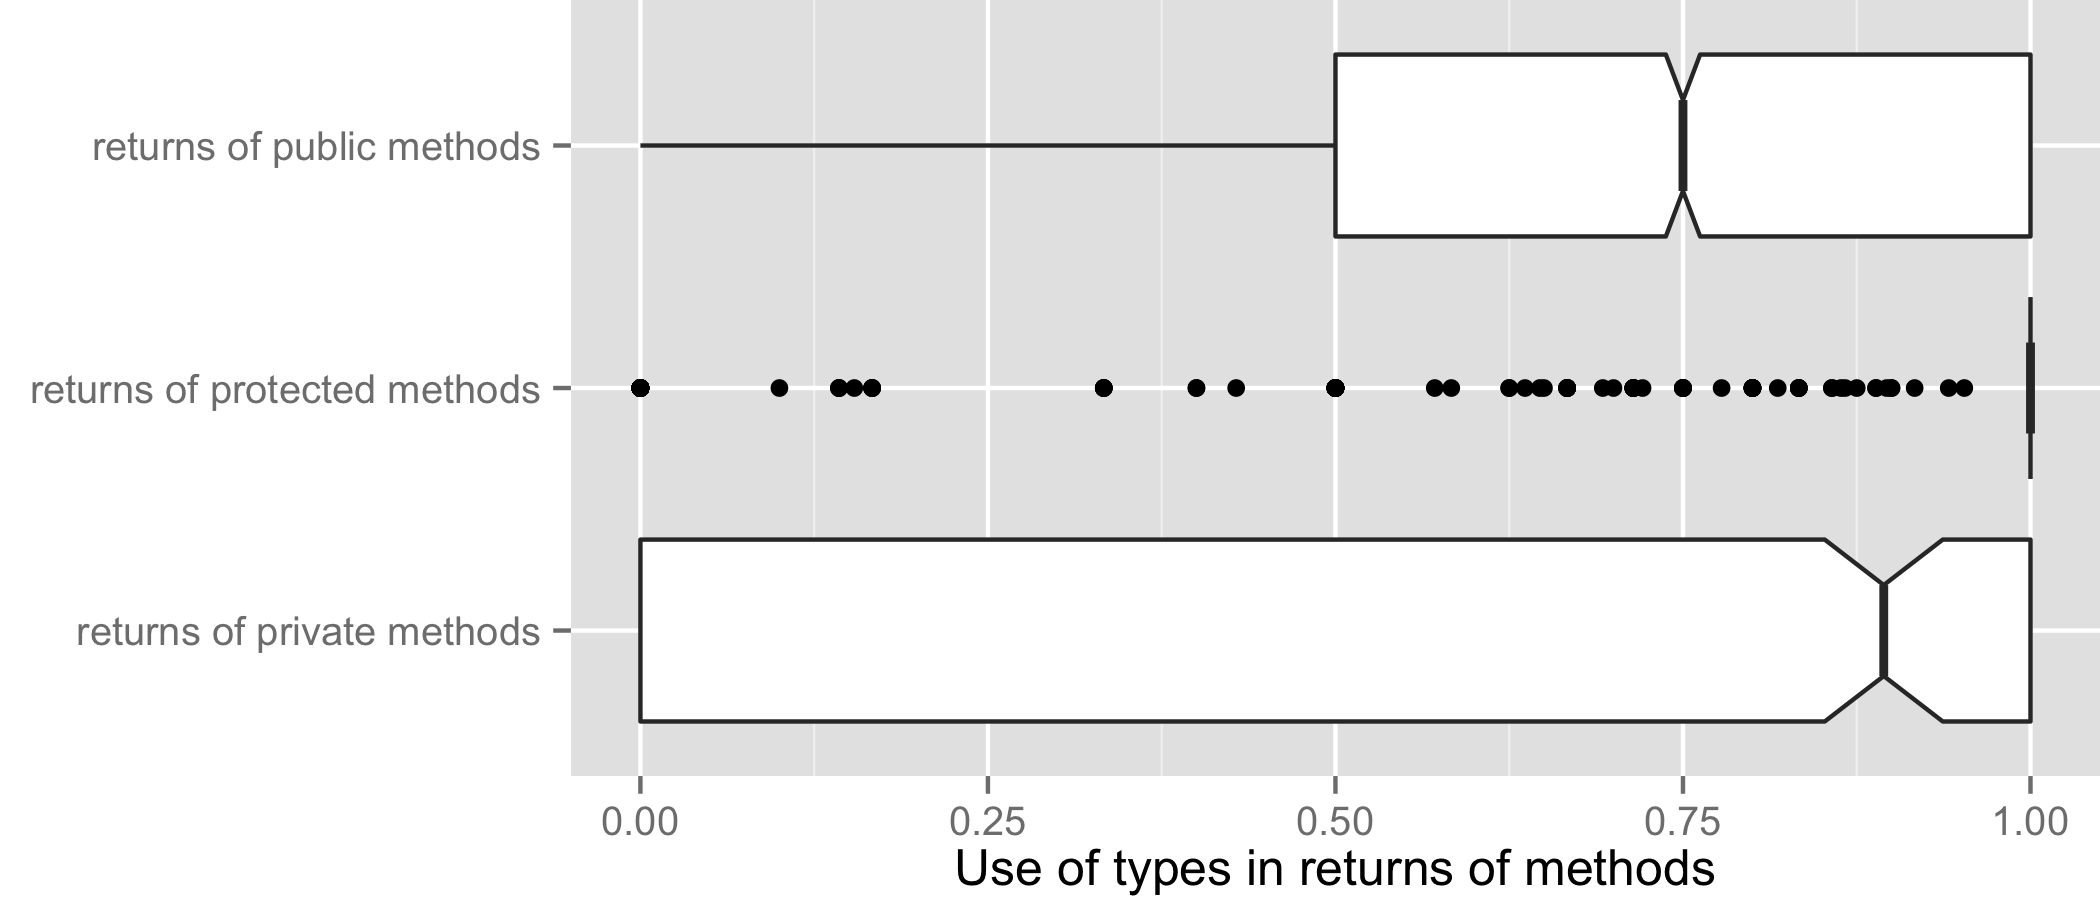 returns of public methods
returns of protected methods
returns of private methods
0.00 0.25 0.50 0.75 1.00
Use of types in returns of methods